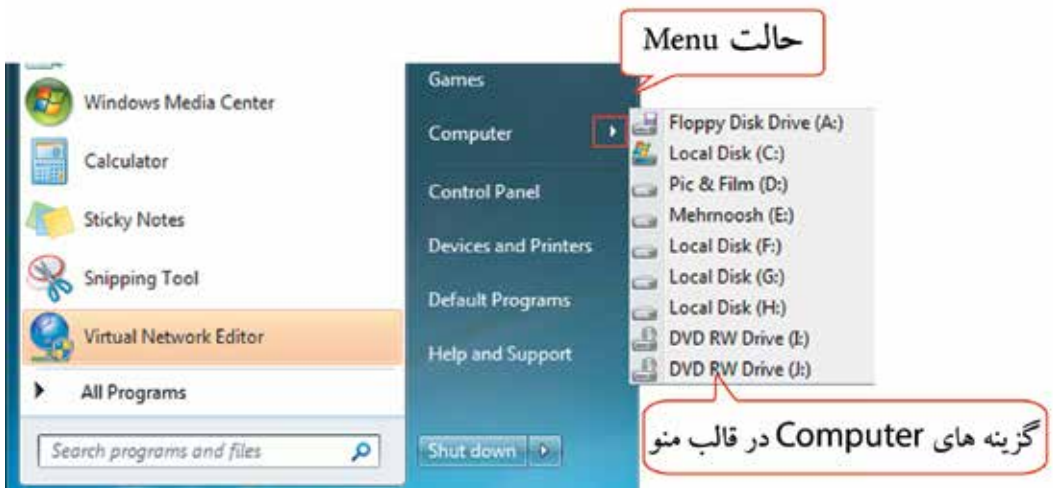 حالت Menu
Windows Media Center
Calculator
Sticky Notes
Snipping Tool
Virtual Network Editor
All Programs
Search programs and files
Games
Computer
Control Panel
Devices and Printers
Default Programs
Help and Support
Shut down
Floppy Disk Drive (A:)
Local Disk (C:)
Pic & Film (D:)
Mehrnoosh (E:)
Local Disk (F:)
Local Disk (G:)
Local Disk (H:)
DVD RW Drive (I:)
DVD RW Drive (J:)
گزینه های Computer در قالب منو